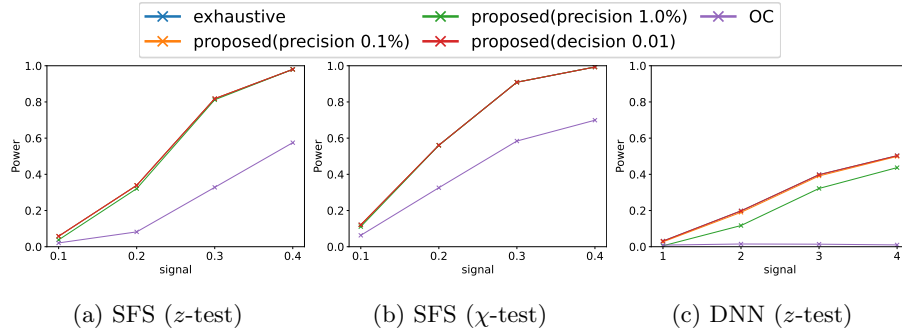 exhaustive
proposed(precision 0.1%)
proposed(precision 1.0%)
proposed(decision 0.01)
OC
1.0
0.8
0.6
0.4
0.2
0.0
Power
0.1 0.2 0.3 0.4
signal
(a) SFS (z-test)
1.0
0.8
0.6
0.4
0.2
0.0
Power
0.1 0.2 0.3 0.4
signal
(b) SFS (χ-test)
1.0
0.8
0.6
0.4
0.2
0.0
Power
1 2 3 4
signal
(c) DNN (z-test)